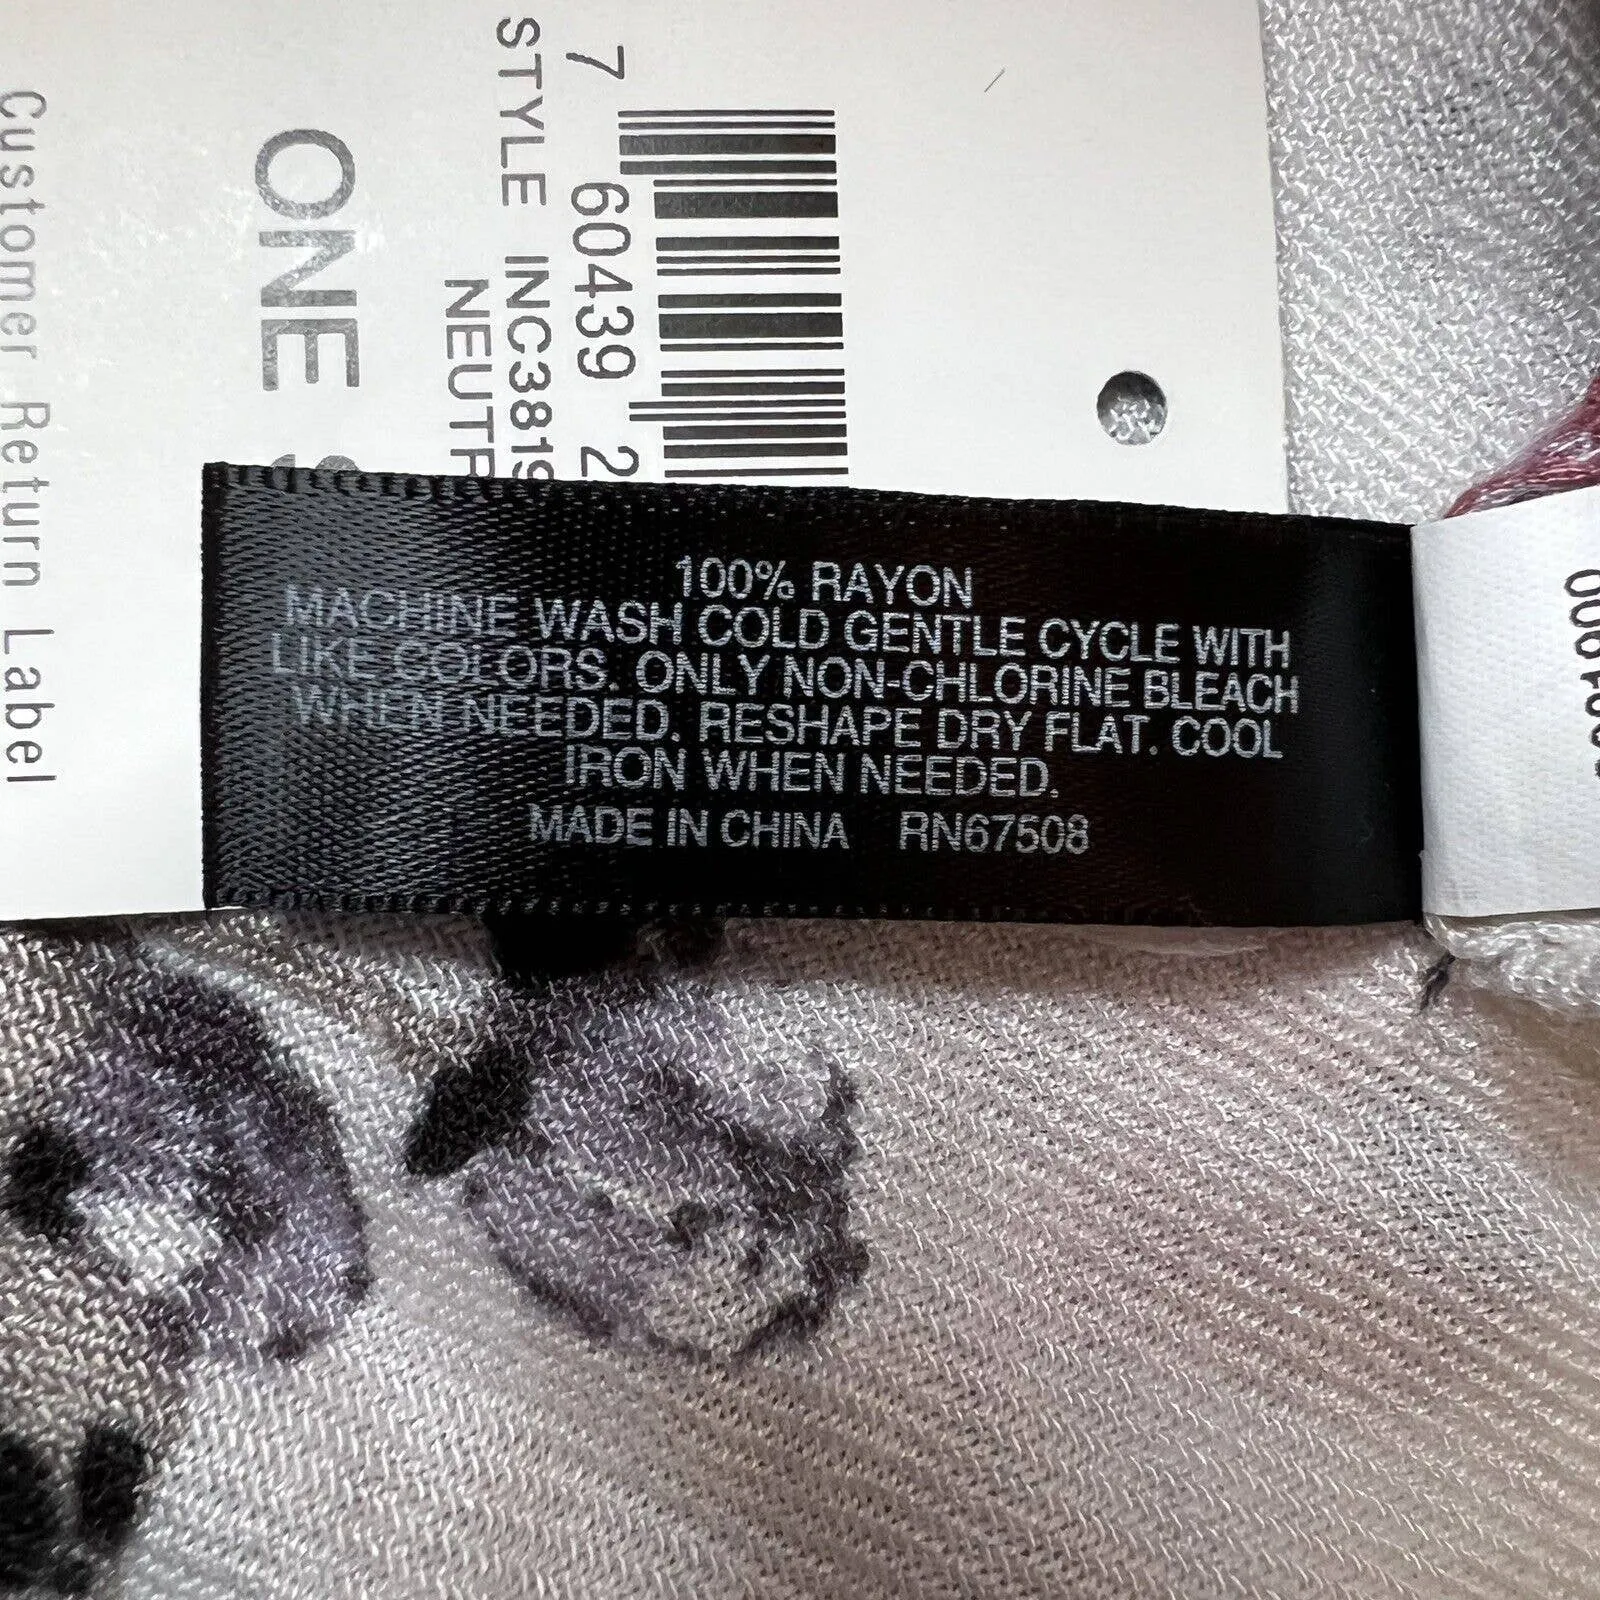 7 60439 2
STYLE INC3819
NEUTR
ONE
Customer Return Label
100% RAYON
MACHINE WASH COLD GENTLE CYCLE WITH
LIKE COLORS. ONLY NON-CHLORINE BLEACH
WHEN NEEDED. RESHAPE DRY FLAT. COOL
IRON WHEN NEEDED.
MADE IN CHINA RN67508